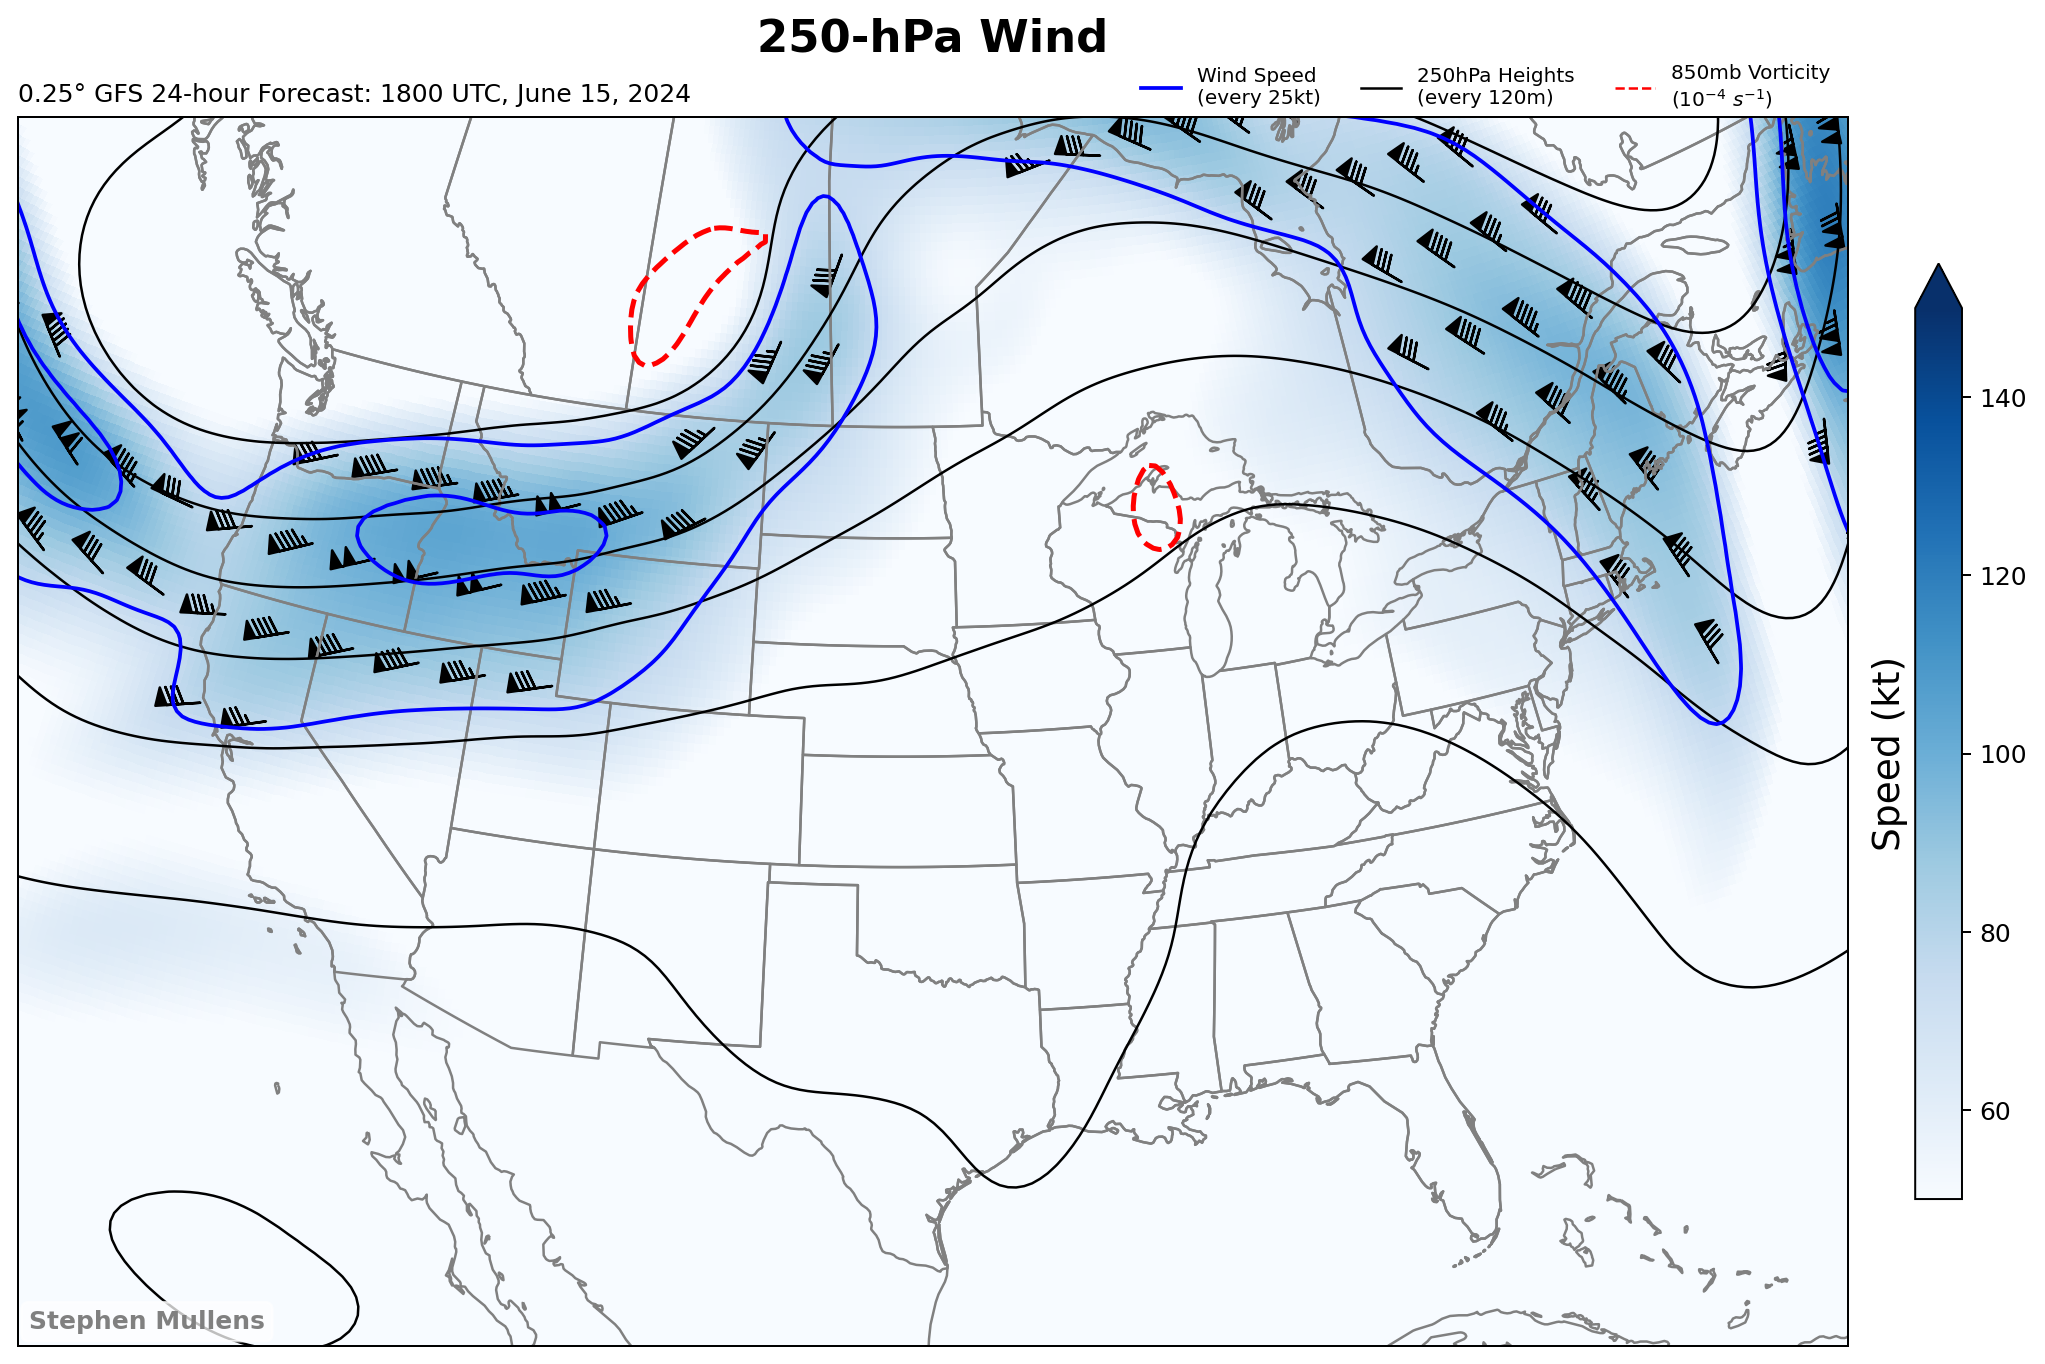 250-hPa Wind
0.25° GFS 24-hour Forecast: 1800 UTC, June 15, 2024
Wind Speed
(every 25kt)
250hPa Heights
(every 120m)
850mb Vorticity
(10⁻⁴ s⁻¹)
140
120
100
80
60
Speed (kt)
Stephen Mullens